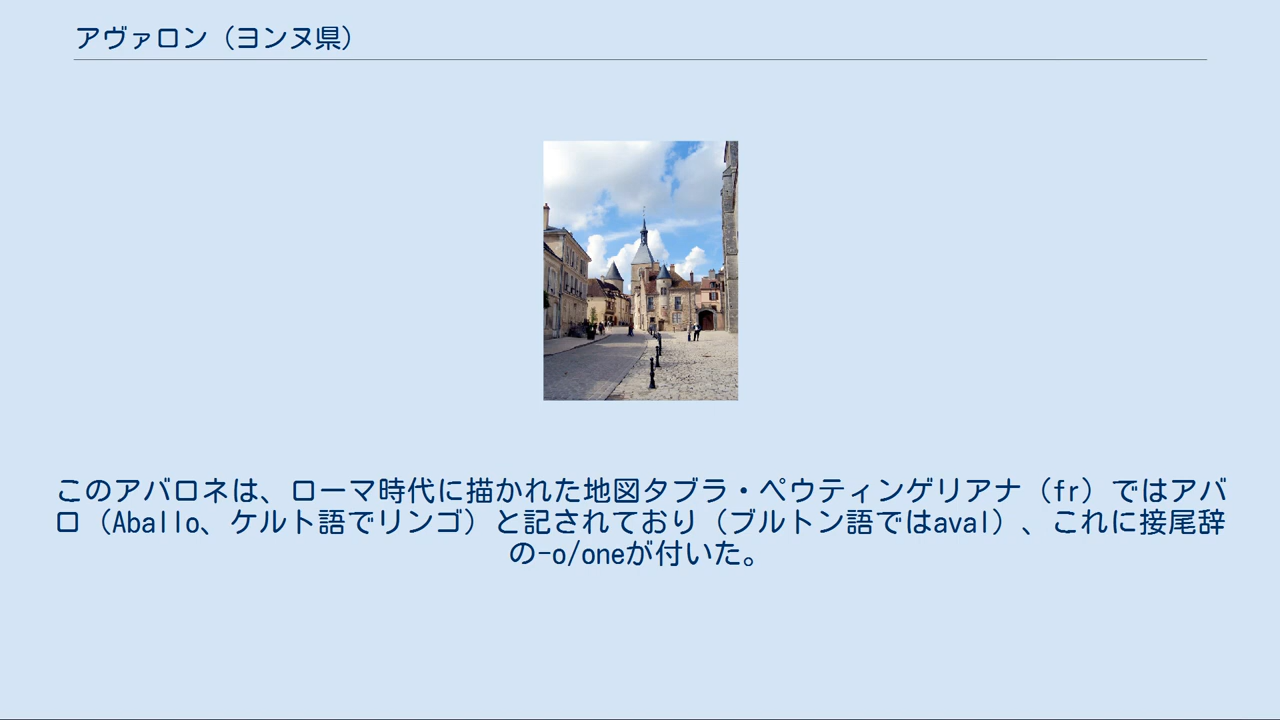 アヴァロン（ヨンヌ県）
このアバロネは、ローマ時代に描かれた地図タブラ・ペウティンゲリアナ（fr）ではアバ
ロ（Aballo、ケルト語でリンゴ）と記されており（ブルトン語ではaval）、これに接尾辞
の-o/oneが付いた。